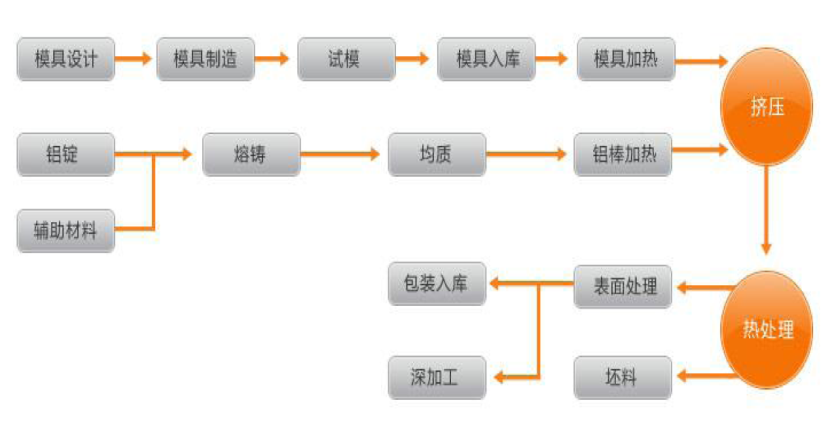 模具设计
模具制造
试模
模具入库
模具加热
挤压
铝锭
熔铸
均质
铝棒加热
辅助材料
包装入库
表面处理
热处理
深加工
坯料